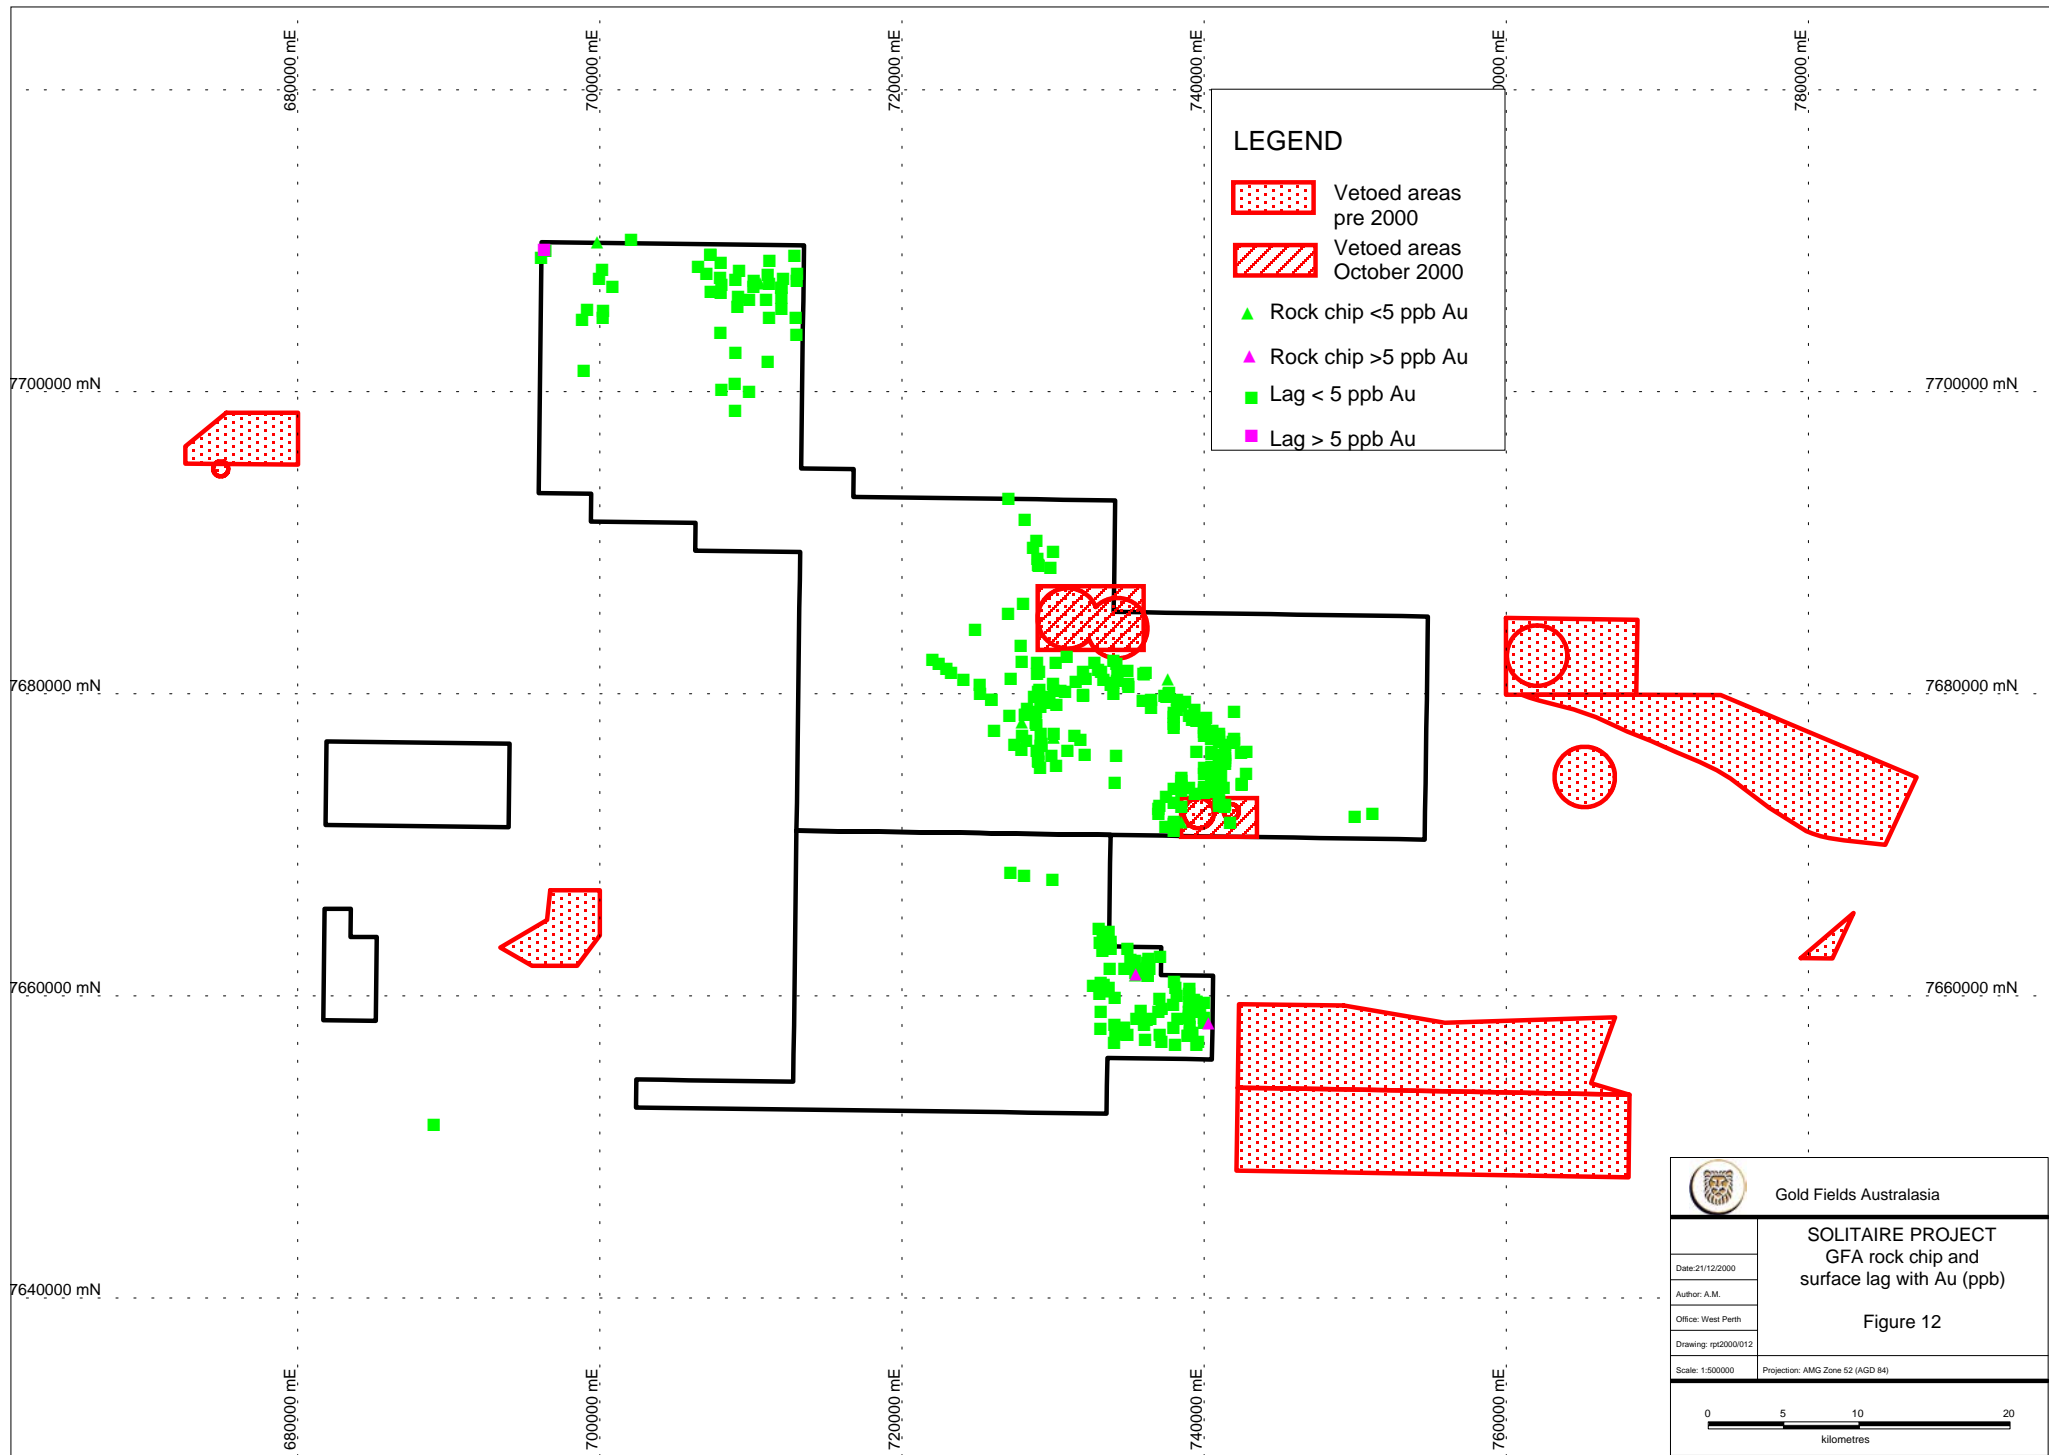 680000 mE
700000 mE
720000 mE
740000 mE
760000 mE
780000 mE
LEGEND
Vetoed areas
pre 2000
Vetoed areas
October 2000
Rock chip <5 ppb Au
Rock chip >5 ppb Au
Lag < 5 ppb Au
Lag > 5 ppb Au
7700000 mN
7700000 mN
7680000 mN
7680000 mN
7660000 mN
7660000 mN
7640000 mN
680000 mE
700000 mE
720000 mE
740000 mE
760000 mE
Gold Fields Australasia
SOLITAIRE PROJECT
GFA rock chip and
surface lag with Au (ppb)
Figure 12
Date:21/12/2000
Author: A.M.
Office: West Perth
Drawing: rpt2000/012
Scale: 1:500000
Projection: AMG Zone 52 (AGD 84)
0 5 10 20
kilometres